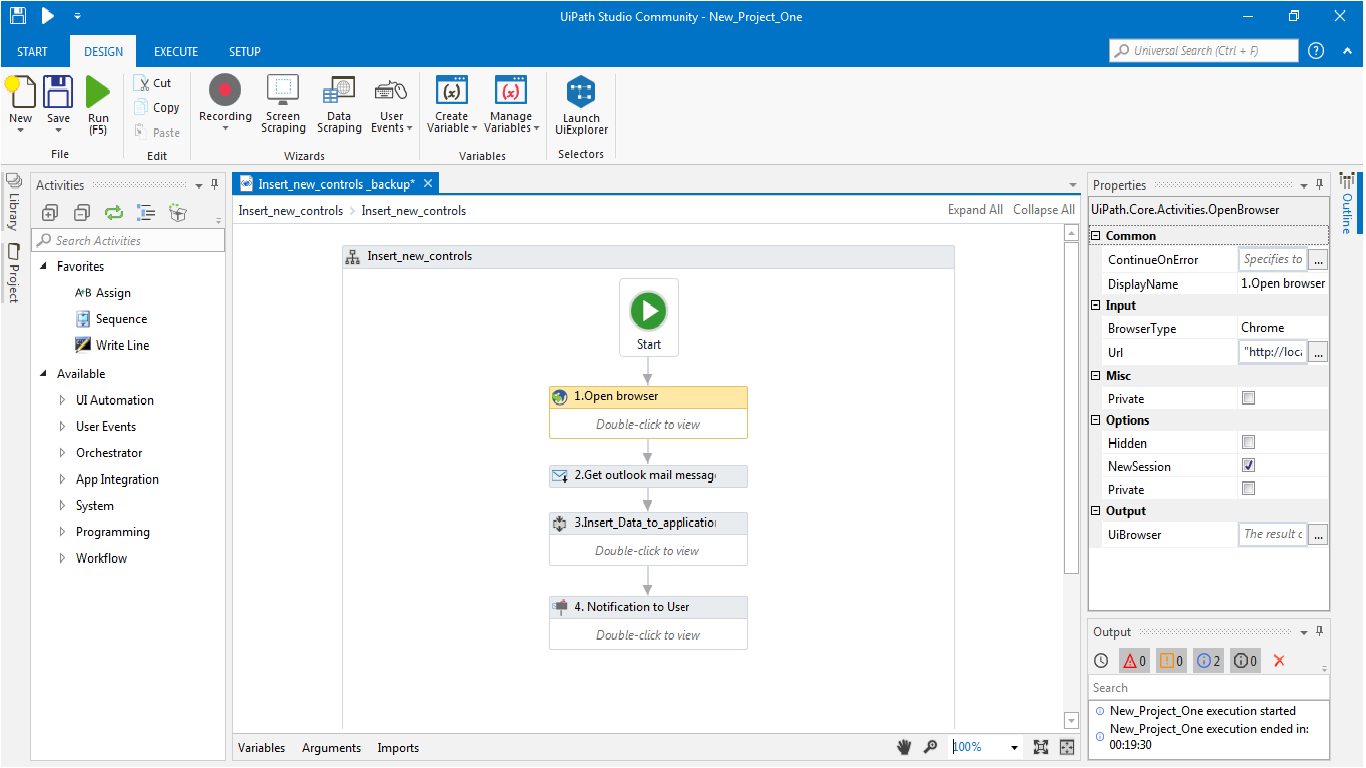 UiPath Studio Community - New_Project_One
START DESIGN EXECUTE SETUP
Universal Search (Ctrl + F)
New
Save
Run
(F5)
File
Cut
Copy
Paste
Edit
Recording
Screen
Scraping
Data
Scraping
User
Events
Wizards
Create
Variable
Manage
Variables
Variables
Launch
UiExplorer
Selectors
Library
Project
Activities
Search Activities
Favorites
A+B Assign
Sequence
Write Line
Available
UI Automation
User Events
Orchestrator
App Integration
System
Programming
Workflow
Insert_new_controls _backup*
Insert_new_controls > Insert_new_controls
Expand All Collapse All
Insert_new_controls
Start
1.Open browser
Double-click to view
2.Get outlook mail message
3.Insert_Data_to_application
Double-click to view
4. Notification to User
Double-click to view
Variables Arguments Imports
100%
Properties
UiPath.Core.Activities.OpenBrowser
Common
ContinueOnError Specifies to ...
DisplayName 1.Open browser
Input
BrowserType Chrome
Url "http://loca ...
Misc
Private
Options
Hidden
NewSession
Private
Output
UiBrowser The result o ...
Outline
Output
0 0 2 0
Search
New_Project_One execution started
New_Project_One execution ended in:
00:19:30